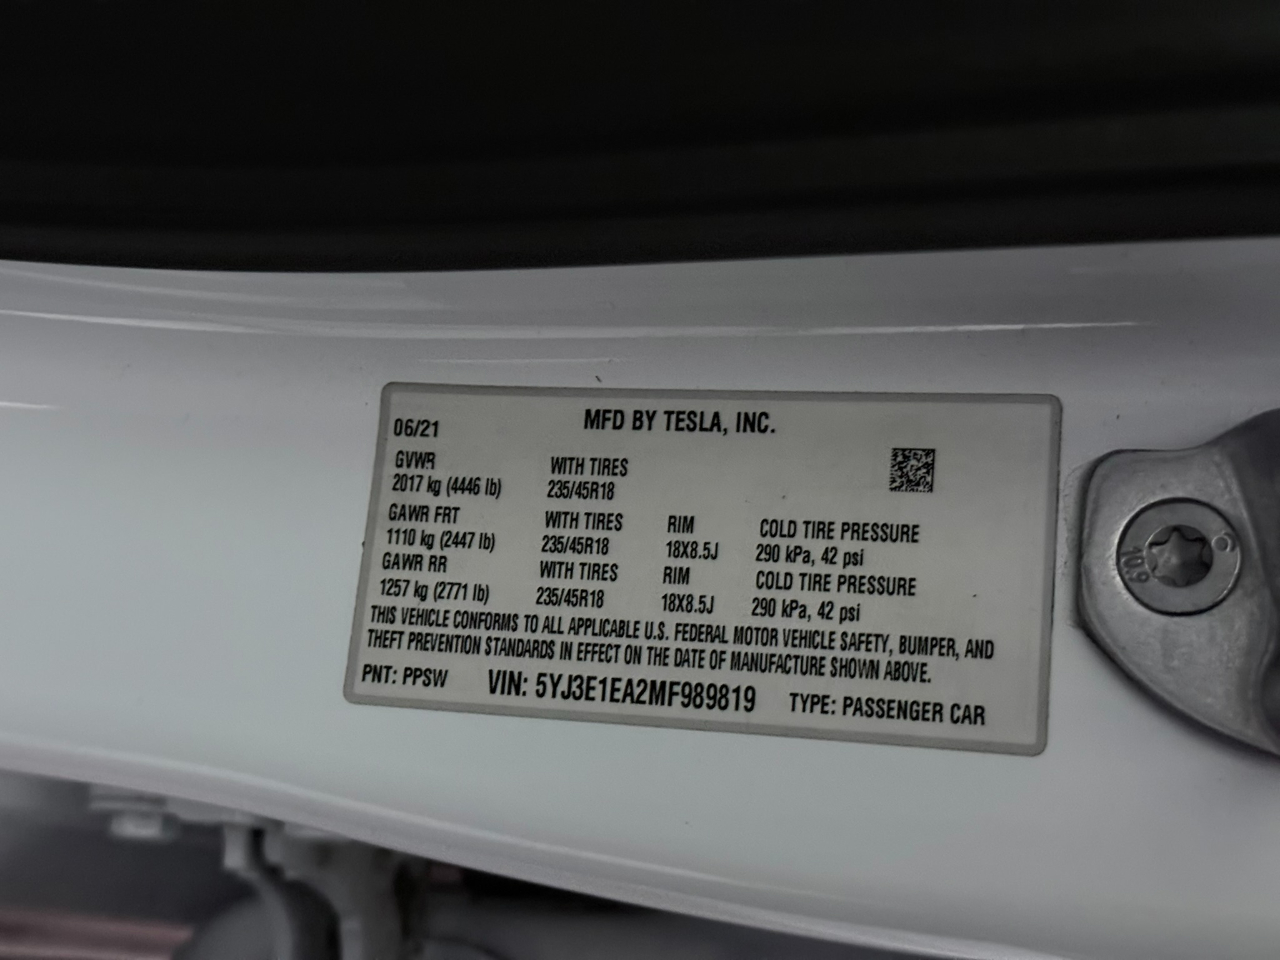 06/21 MFD BY TESLA, INC.
GVWR WITH TIRES
2017 kg (4446 lb) 235/45R18
GAWR FRT WITH TIRES RIM COLD TIRE PRESSURE
1110 kg (2447 lb) 235/45R18 18X8.5J 290 kPa, 42 psi
GAWR RR WITH TIRES RIM COLD TIRE PRESSURE
1257 kg (2771 lb) 235/45R18 18X8.5J 290 kPa, 42 psi
THIS VEHICLE CONFORMS TO ALL APPLICABLE U.S. FEDERAL MOTOR VEHICLE SAFETY, BUMPER, AND
THEFT PREVENTION STANDARDS IN EFFECT ON THE DATE OF MANUFACTURE SHOWN ABOVE.
PNT: PPSW VIN: 5YJ3E1EA2MF989819 TYPE: PASSENGER CAR
10.9